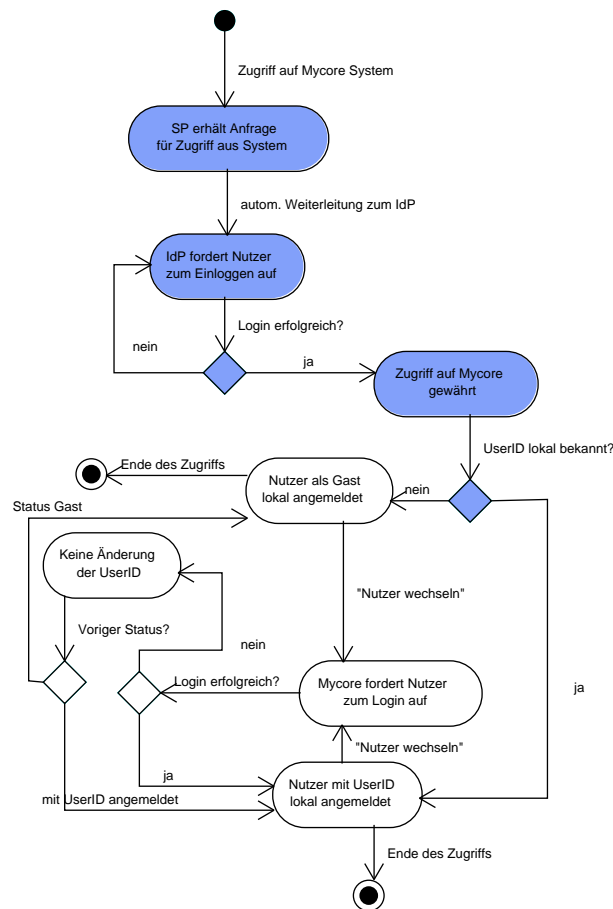 Zugriff auf Mycore System
SP erhält Anfrage
für Zugriff aus System
autom. Weiterleitung zum IdP
IdP fordert Nutzer
zum Einloggen auf
Login erfolgreich?
nein
ja
Zugriff auf Mycore
gewährt
UserID lokal bekannt?
Ende des Zugriffs
Nutzer als Gast
lokal angemeldet
nein
Status Gast
Keine Änderung
der UserID
"Nutzer wechseln"
Voriger Status?
nein
Login erfolgreich?
Mycore fordert Nutzer
zum Login auf
ja
"Nutzer wechseln"
ja
Nutzer mit UserID
lokal angemeldet
mit UserID angemeldet
Ende des Zugriffs